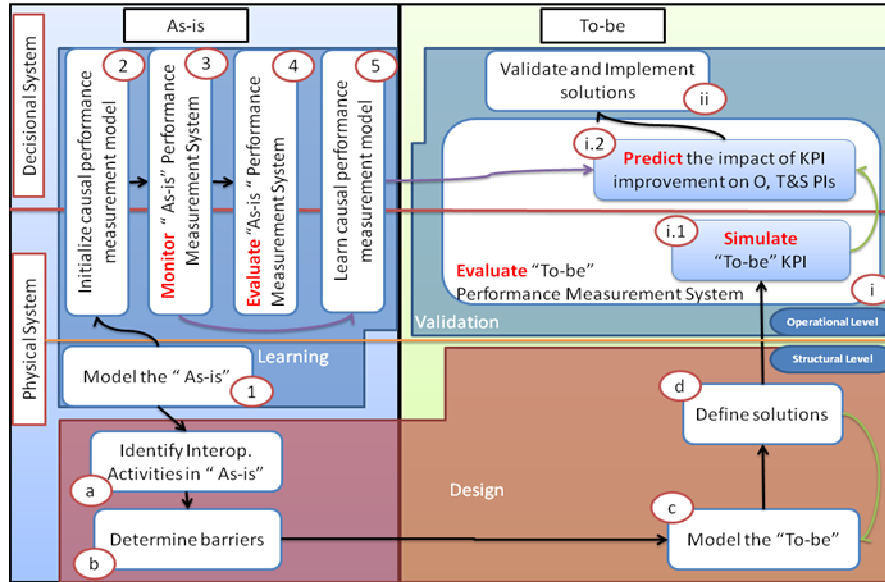 As-is
To-be
Decisional System
Physical System
2
Initialize causal performance
measurement model
3
Monitor " As-is" Performance
Measurement System
4
Evaluate "As-is" Performance
Measurement System
5
Learn causal performance
measurement model
Validate and Implement
solutions
ii
i.2
Predict the impact of KPI
improvement on O, T&S PIs
i.1
Simulate
"To-be" KPI
Evaluate "To-be"
Performance Measurement System
i
Validation
Operational Level
Structural Level
Learning
Model the " As-is"
1
Identify Interop.
Activities in " As-is"
a
Determine barriers
b
Design
d
Define solutions
c
Model the "To-be"